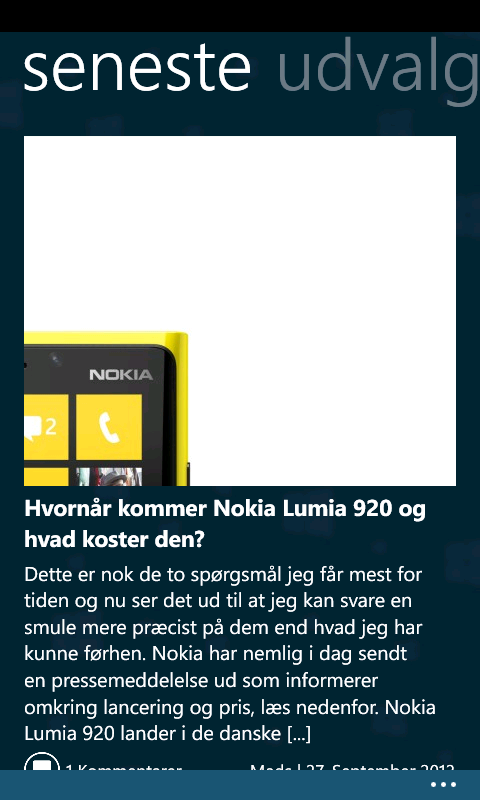 seneste udvalg
NOKIA
2
Hvornår kommer Nokia Lumia 920 og
hvad koster den?
Dette er nok de to spørgsmål jeg får mest for
tiden og nu ser det ud til at jeg kan svare en
smule mere præcist på dem end hvad jeg har
kunne førhen. Nokia har nemlig i dag sendt
en pressemeddelelse ud som informerer
omkring lancering og pris, læs nedenfor. Nokia
Lumia 920 lander i de danske [...]
1 Kommentarer Mads | 27. September 2012